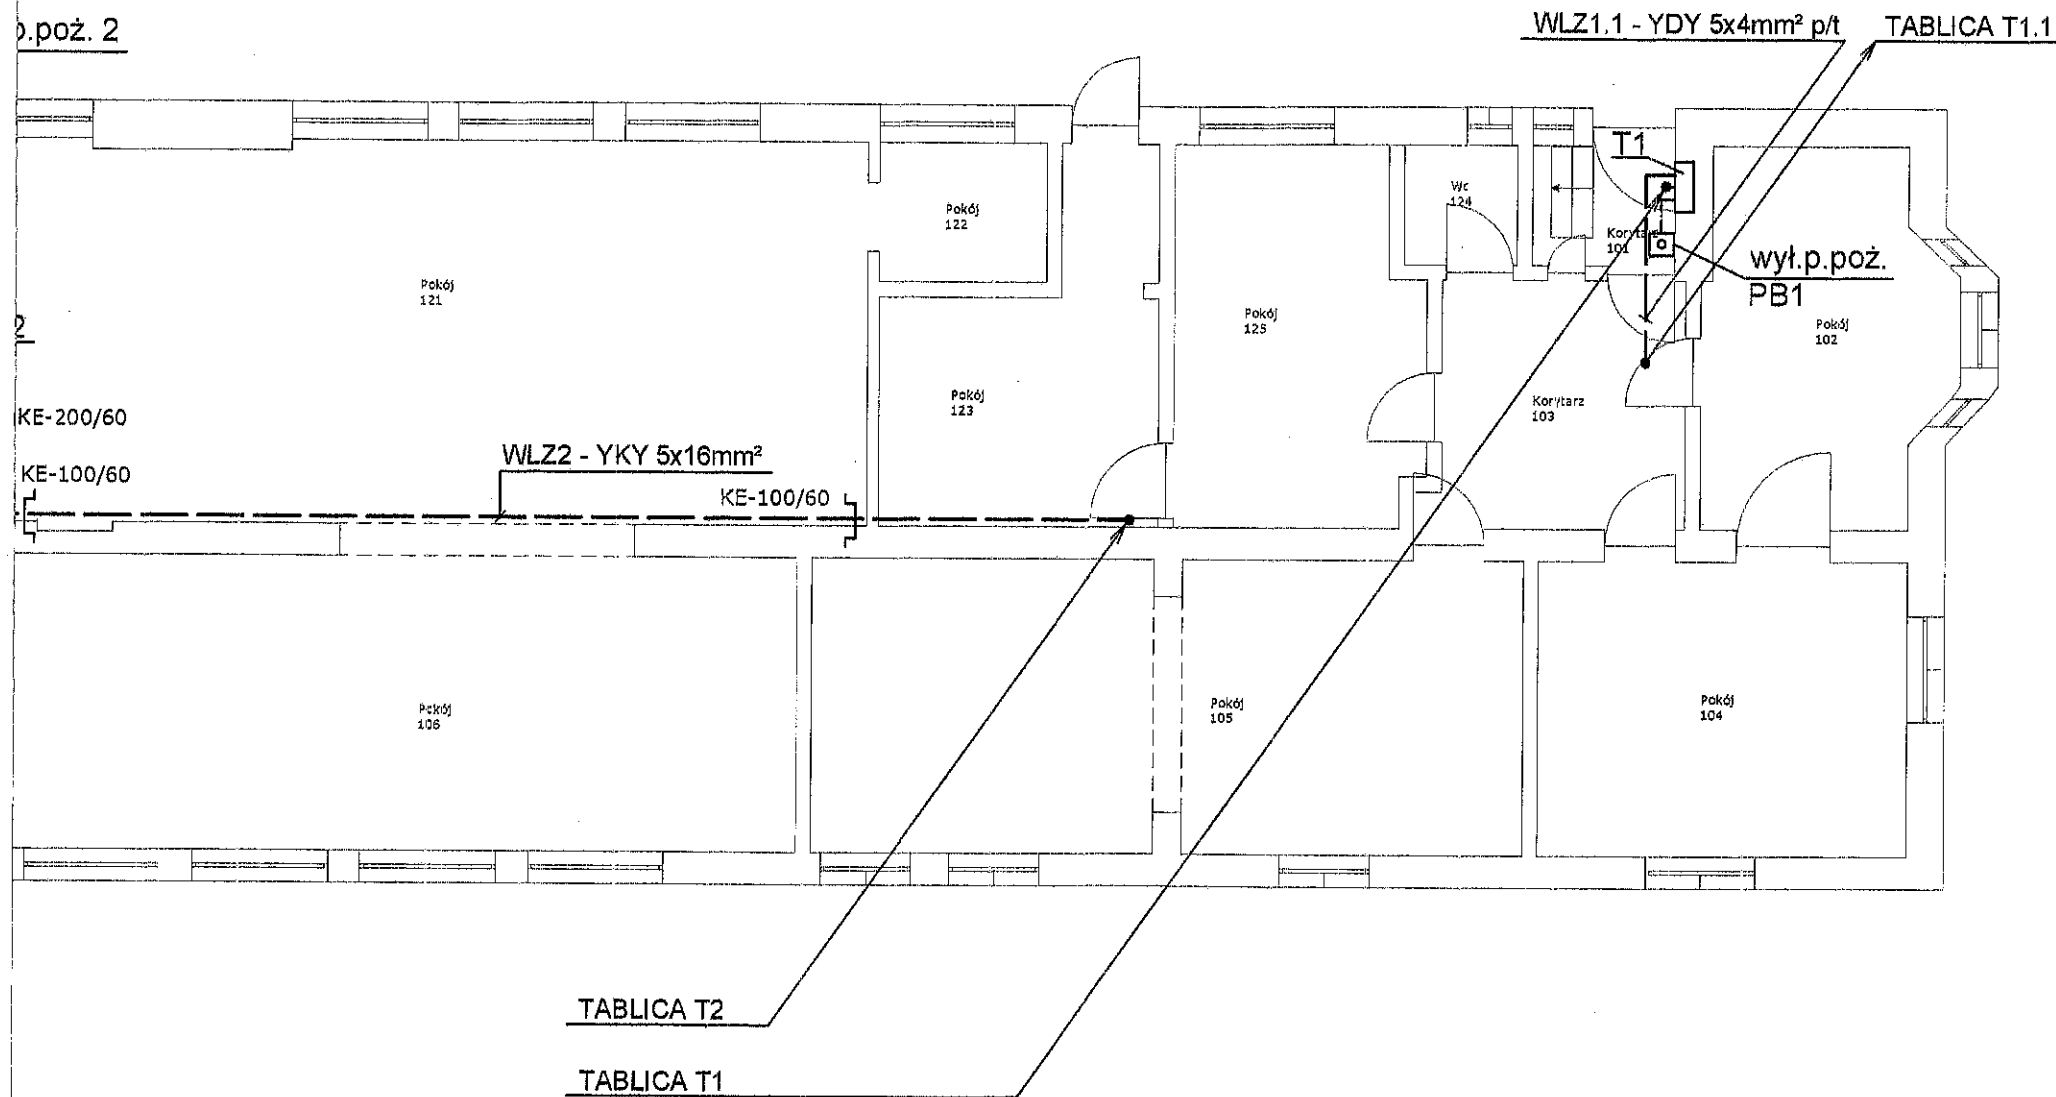 p.poż. 2
WLZ1.1 - YDY 5x4mm² p/t
TABLICA T1.1
T1
Wc
124
Pokój
122
Korytarz
101
wył.p.poż.
PB1
Pokój
121
Pokój
125
Pokój
102
2
Pokój
123
Korytarz
103
KE-200/60
WLZ2 - YKY 5x16mm²
KE-100/60
KE-100/60
Pokój
106
Pokój
105
Pokój
104
TABLICA T2
TABLICA T1